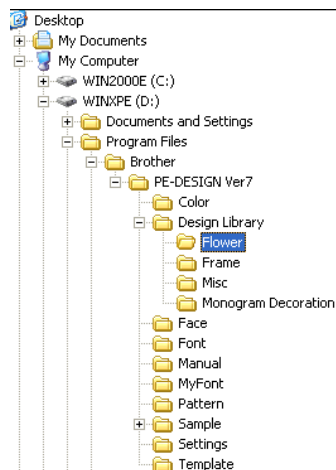 Desktop
My Documents
My Computer
WIN2000E (C:)
WINXPE (D:)
Documents and Settings
Program Files
Brother
PE-DESIGN Ver7
Color
Design Library
Flower
Frame
Misc
Monogram Decoration
Face
Font
Manual
MyFont
Pattern
Sample
Settings
Template